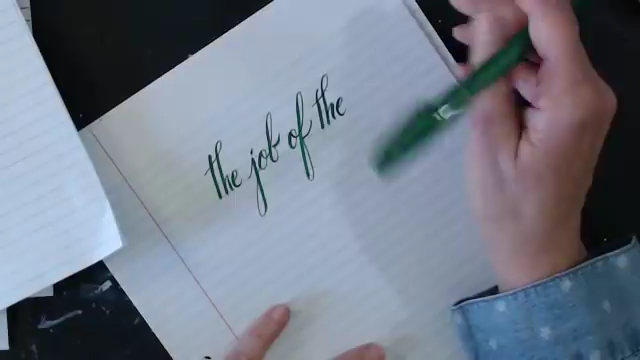 the job of the